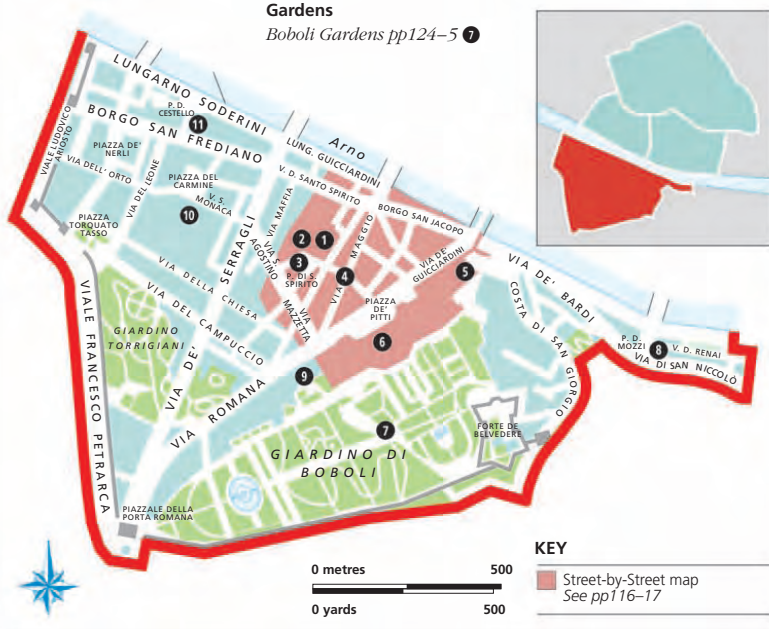 Gardens
Boboli Gardens pp124–5 7
LUNGARNO SODERINI
P. D.
CESTELLO
11
BORGO SAN FREDIANO
Arno
LUNG. GUICCIARDINI
VIALE LUDOVICO
ARIOSTO
PIAZZA DE'
NERLI
VIA DELL' ORTO
VIA DEL LEONE
PIAZZA DEL
CARMINE
V. S.
MONACA
10
V. D. SANTO SPIRITO
BORGO SAN JACOPO
VIA MAFFIA
VIA S.
AGOSTINO
2
1
3
P. DI S.
SPIRITO
4
VIA MAGGIO
VIA DE'
GUICCIARDINI
5
PIAZZA
TORQUATO
TASSO
VIA DE' SERRAGLI
VIA DELLA CHIESA
VIA
MAZZETTA
PIAZZA
DE'
PITTI
6
VIA DE' BARDI
COSTA DI SAN GIORGIO
P. D.
MOZZI
8
V. D. RENAI
VIA DI SAN NICCOLÒ
VIALE FRANCESCO PETRARCA
GIARDINO
TORRIGIANI
VIA DEL CAMPUCCIO
VIA ROMANA
9
7
GIARDINO DI
BOBOLI
FORTE DE
BELVEDERE
PIAZZALE DELLA
PORTA ROMANA
0 metres 500
0 yards 500
KEY
Street-by-Street map
See pp116–17